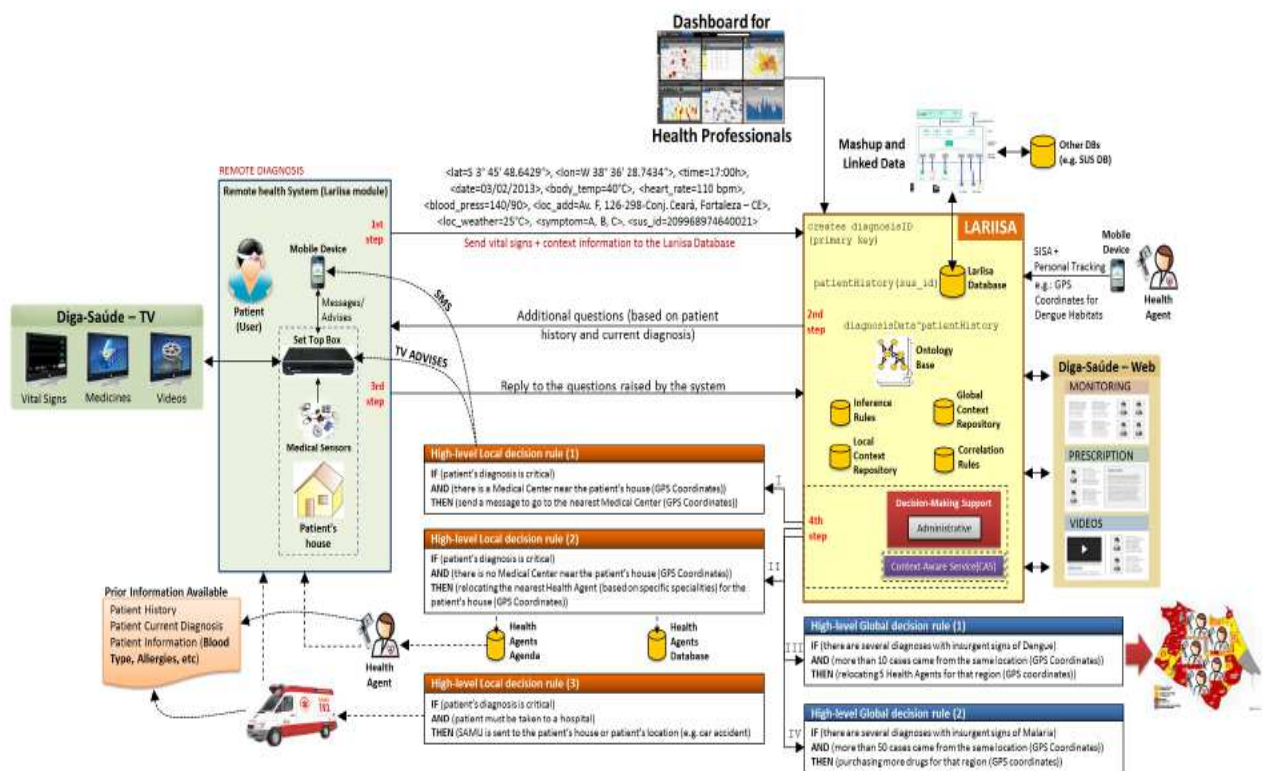 Dashboard for
Health Professionals
Mashup and
Linked Data
Other DBs
(e.g. SUS DB)
REMOTE DIAGNOSIS
Remote health System (Lariisa module)
1st
step
Mobile Device
Patient
(User)
Messages/
Advises
Set Top Box
3rd
step
Medical Sensors
Patient's
house
Diga-Saúde – TV
Vital Signs
Medicines
Videos
<lat=S 3° 45' 48.6429">, <lon=W 38° 36' 28.7434">, <time=17:00h>,
<date=03/02/2013>, <body_temp=40°C>, <heart_rate=110 bpm>,
<blood_press=140/90>, <loc_add=Av. F, 126-298-Conj. Ceará, Fortaleza – CE>,
<loc_weather=25°C>, <symptom=A, B, C>, <sus_id=209968974640021>
Send vital signs + context information to the Lariisa Database
SMS
Additional questions (based on patient
history and current diagnosis)
TV ADVISES
Reply to the questions raised by the system
LARIISA
creates diagnosisID
(primary key)
patientHistory(sus_id)
Lariisa
Database
2nd
step
diagnosisData^patientHistory
Ontology
Base
Inference
Rules
Global
Context
Repository
Local
Context
Repository
Correlation
Rules
4th
step
Decision-Making Support
Administrative
Context-Aware Service(CAS)
SISA +
Personal Tracking
e.g.: GPS
Coordinates for
Dengue Habitats
Mobile
Device
Health
Agent
Diga-Saúde – Web
MONITORING
PRESCRIPTION
VIDEOS
High-level Local decision rule (1)
IF (patient's diagnosis is critical)
AND (there is a Medical Center near the patient's house (GPS Coordinates))
THEN (send a message to go to the nearest Medical Center (GPS Coordinates))
I
High-level Local decision rule (2)
IF (patient's diagnosis is critical)
AND (there is no Medical Center near the patient's house (GPS Coordinates))
THEN (relocating the nearest Health Agent (based on specific specialities) for the
patient's house (GPS Coordinates))
II
Health
Agents
Agenda
Health
Agents
Database
High-level Local decision rule (3)
IF (patient's diagnosis is critical)
AND (patient must be taken to a hospital)
THEN (SAMU is sent to the patient's house or patient's location (e.g. car accident)
Prior Information Available
Patient History
Patient Current Diagnosis
Patient Information (Blood
Type, Allergies, etc)
Health
Agent
192
III
High-level Global decision rule (1)
IF (there are several diagnoses with insurgent signs of Dengue)
AND (more than 10 cases came from the same location (GPS Coordinates))
THEN (relocating 5 Health Agents for that region (GPS coordinates))
IV
High-level Global decision rule (2)
IF (there are several diagnoses with insurgent signs of Malaria)
AND (more than 50 cases came from the same location (GPS Coordinates))
THEN (purchasing more drugs for that region (GPS coordinates))